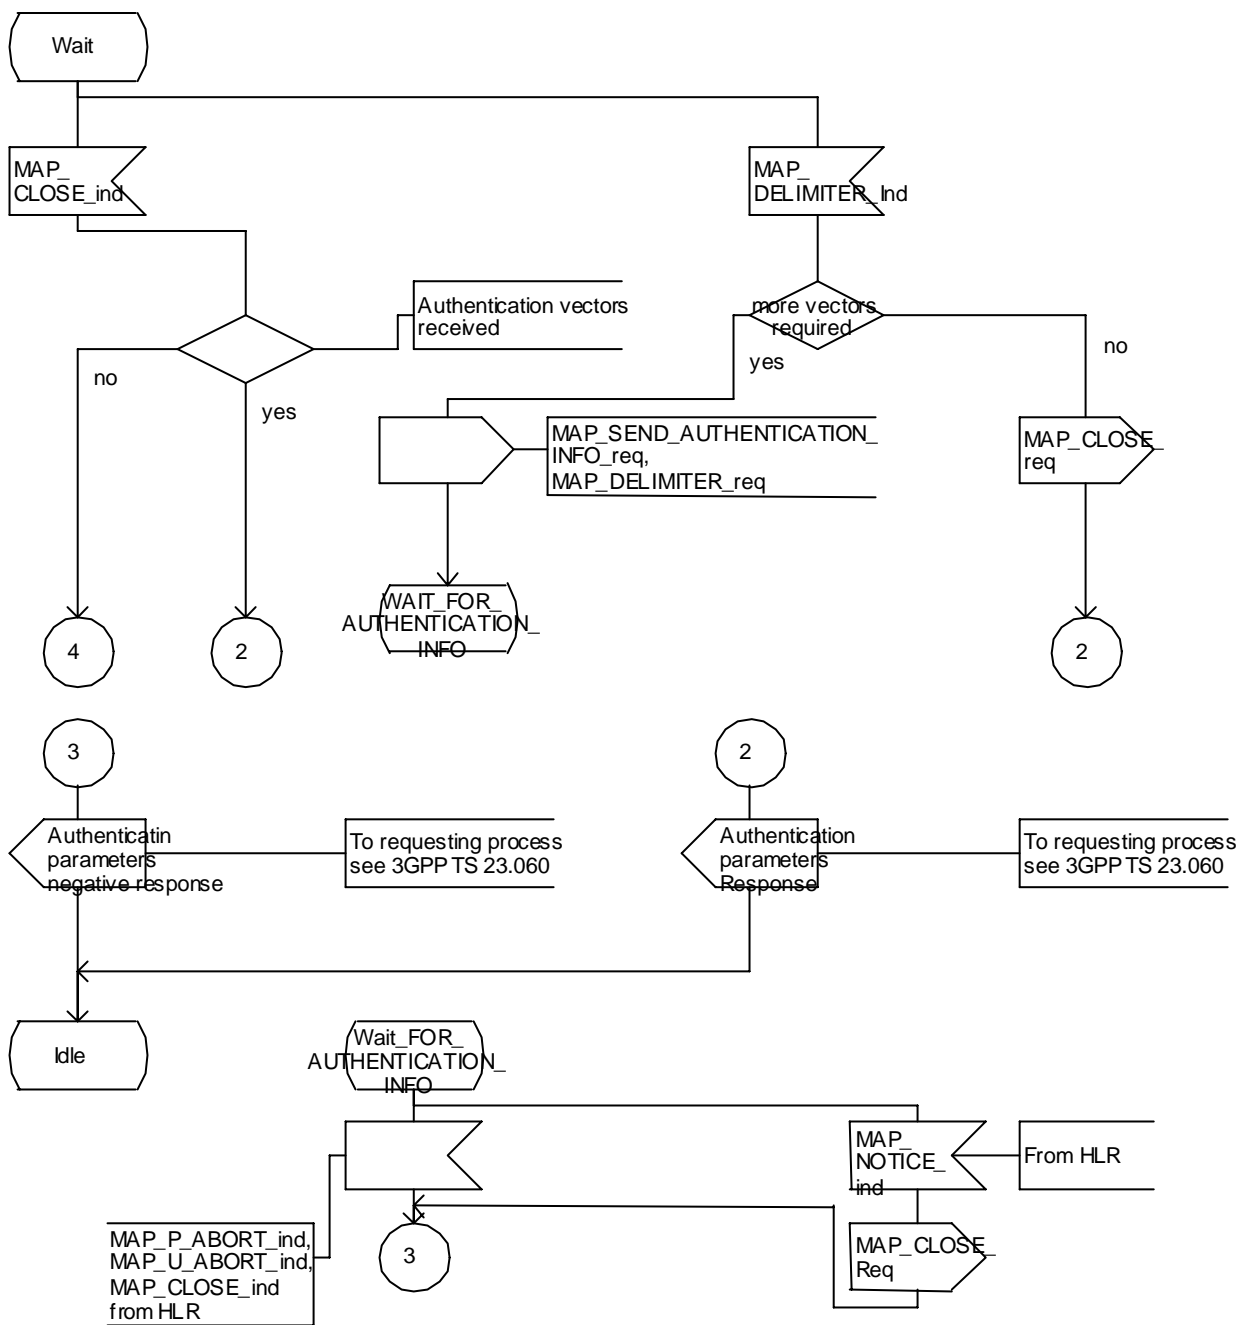 Wait
MAP_
CLOSE_ind
MAP_
DELIMITER_Ind
Authentication vectors
received
more vectors
required
no
yes
yes
no
MAP_SEND_AUTHENTICATION_
INFO_req,
MAP_DELIMITER_req
MAP_CLOSE_
req
WAIT_FOR_
AUTHENTICATION_
INFO
4
2
2
3
2
Authenticatin
parameters
negative response
To requesting process
see 3GPP TS 23.060
Authentication
parameters
Response
To requesting process
see 3GPP TS 23.060
Idle
Wait_FOR_
AUTHENTICATION_
INFO
MAP_
NOTICE_
ind
From HLR
MAP_P_ABORT_ind,
MAP_U_ABORT_ind,
MAP_CLOSE_ind
from HLR
3
MAP_CLOSE_
Req